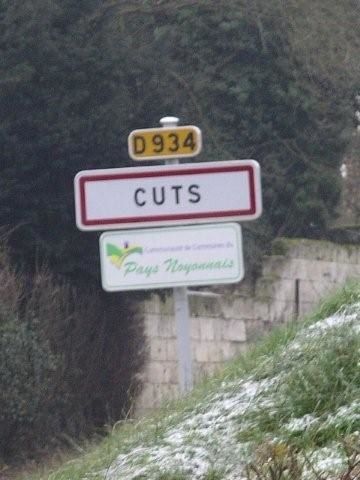 D934
CUTS
Communauté de Communes du
Pays Noyonnais